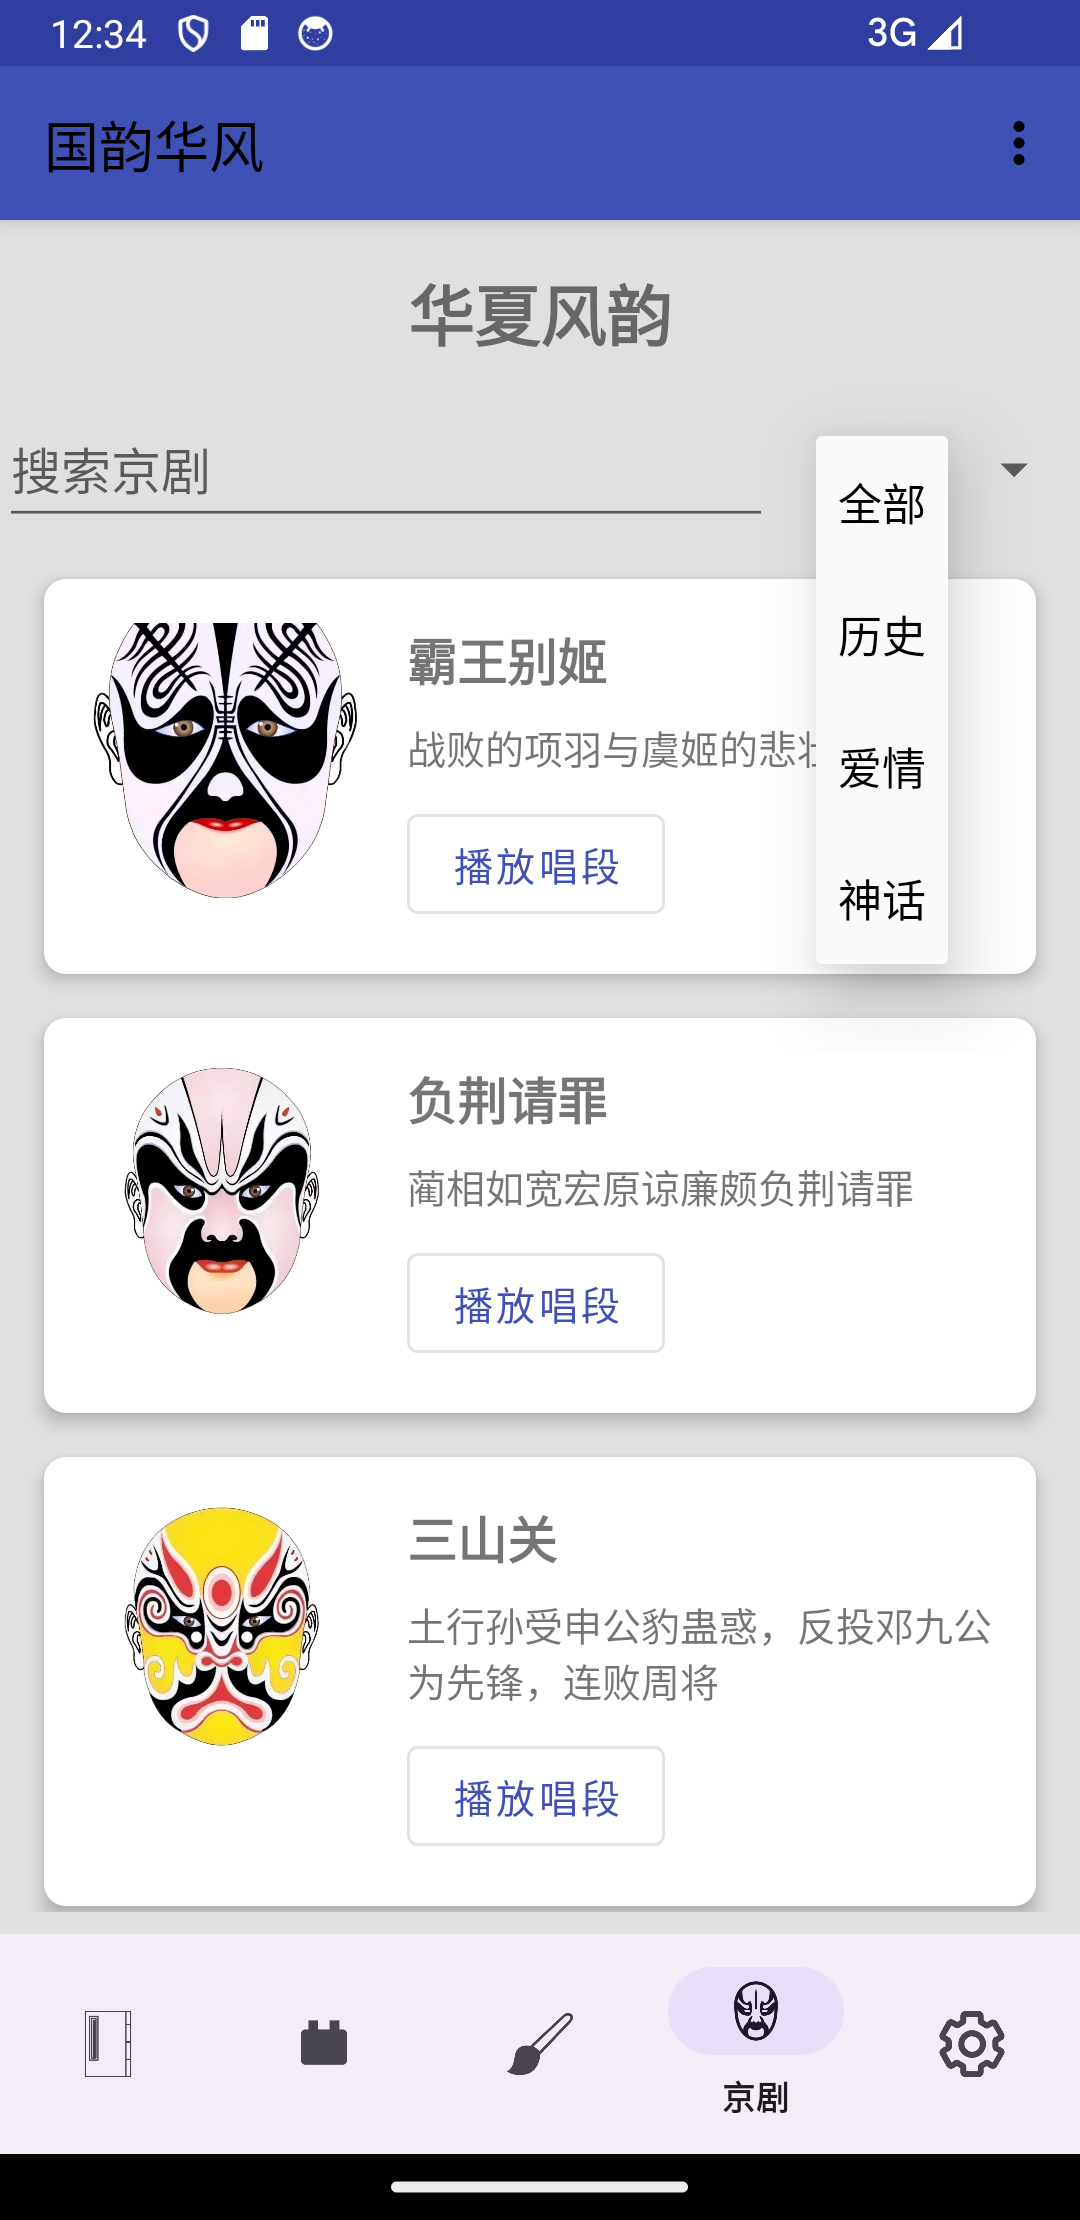 12:34
3G
国韵华风
华夏风韵
搜索京剧
全部
历史
爱情
神话
霸王别姬
战败的项羽与虞姬的悲
播放唱段
负荆请罪
蔺相如宽宏原谅廉颇负荆请罪
播放唱段
三山关
土行孙受申公豹蛊惑，反投邓九公
为先锋，连败周将
播放唱段
京剧